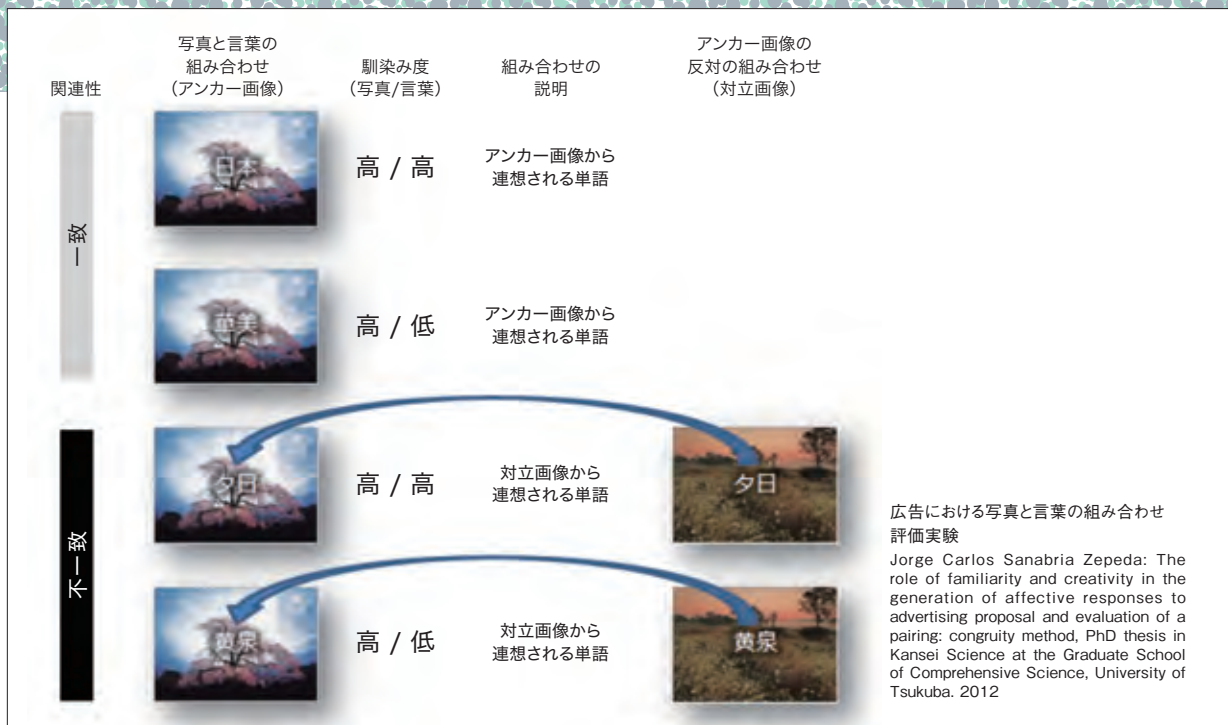 関連性
写真と言葉の
組み合わせ
(アンカー画像)
馴染み度
(写真/言葉)
組み合わせの
説明
アンカー画像の
反対の組み合わせ
(対立画像)
一致
日本
高 / 高
アンカー画像から
連想される単語
童美
高 / 低
アンカー画像から
連想される単語
不一致
夕日
高 / 高
対立画像から
連想される単語
夕日
黄泉
高 / 低
対立画像から
連想される単語
黄泉
広告における写真と言葉の組み合わせ
評価実験
Jorge Carlos Sanabria Zepeda: The
role of familiarity and creativity in the
generation of affective responses to
advertising proposal and evaluation of a
pairing: congruity method, PhD thesis in
Kansei Science at the Graduate School
of Comprehensive Science, University of
Tsukuba. 2012